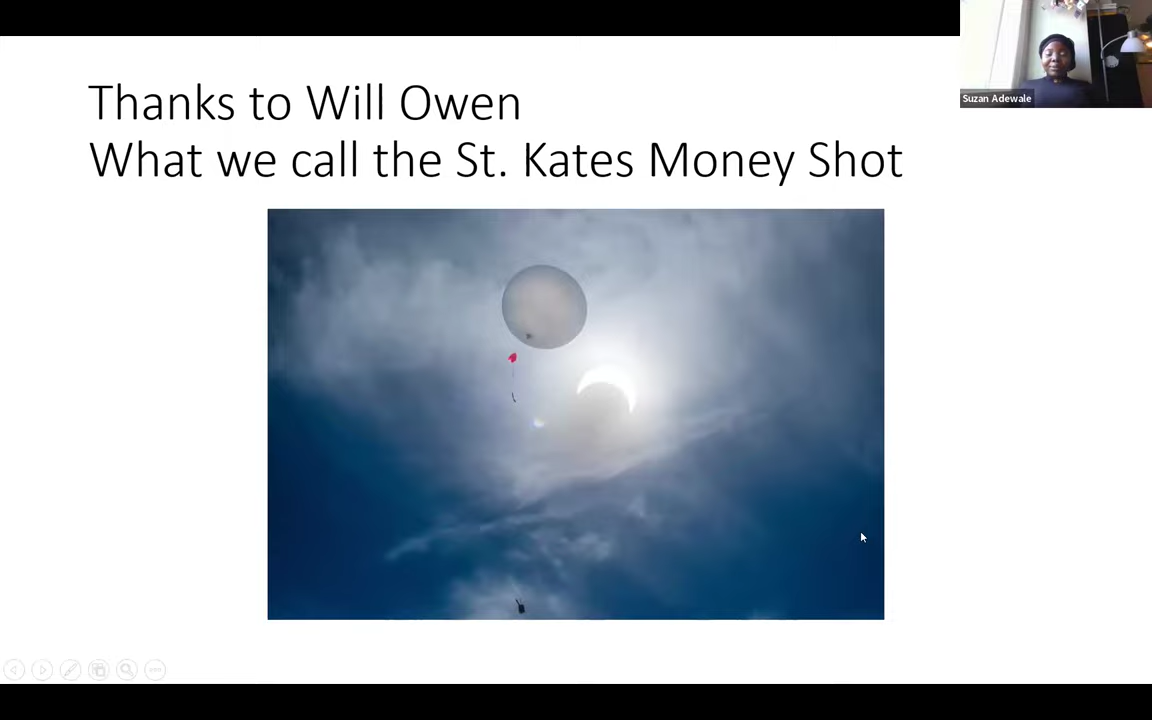 Thanks to Will Owen
What we call the St. Kates Money Shot
Suzan Adewale